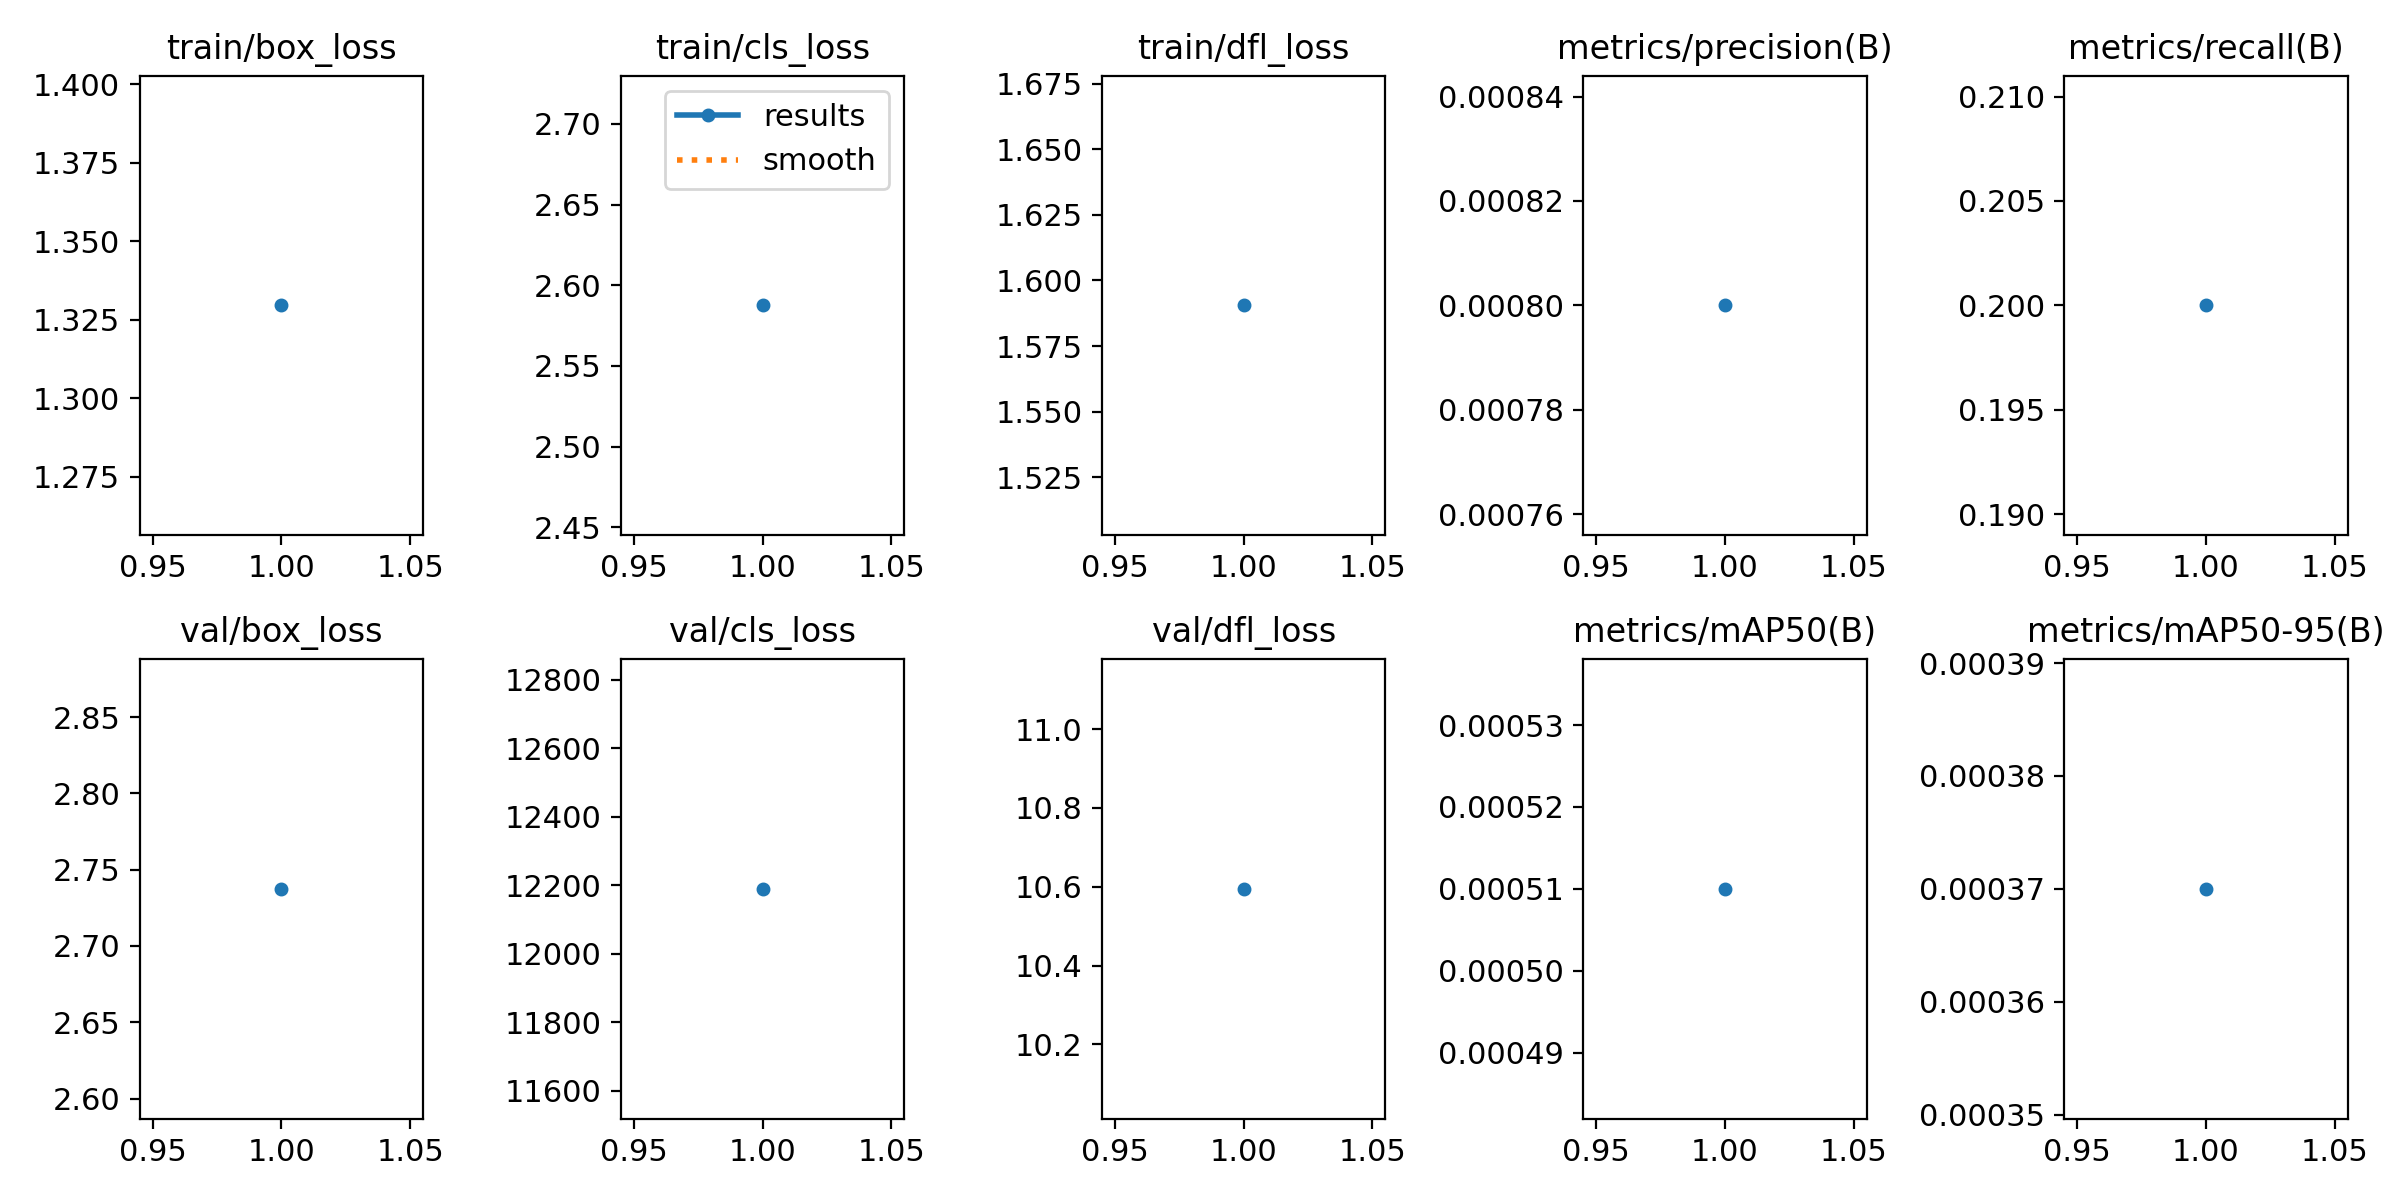 train/box_loss
1.400
1.375
1.350
1.325
1.300
1.275
0.95 1.00 1.05
train/cls_loss
results
smooth
2.70
2.65
2.60
2.55
2.50
2.45
0.95 1.00 1.05
train/dfl_loss
1.675
1.650
1.625
1.600
1.575
1.550
1.525
0.95 1.00 1.05
metrics/precision(B)
0.00084
0.00082
0.00080
0.00078
0.00076
0.95 1.00 1.05
metrics/recall(B)
0.210
0.205
0.200
0.195
0.190
0.95 1.00 1.05
val/box_loss
2.85
2.80
2.75
2.70
2.65
2.60
0.95 1.00 1.05
val/cls_loss
12800
12600
12400
12200
12000
11800
11600
0.95 1.00 1.05
val/dfl_loss
11.0
10.8
10.6
10.4
10.2
0.95 1.00 1.05
metrics/mAP50(B)
0.00053
0.00052
0.00051
0.00050
0.00049
0.95 1.00 1.05
metrics/mAP50-95(B)
0.00039
0.00038
0.00037
0.00036
0.00035
0.95 1.00 1.05